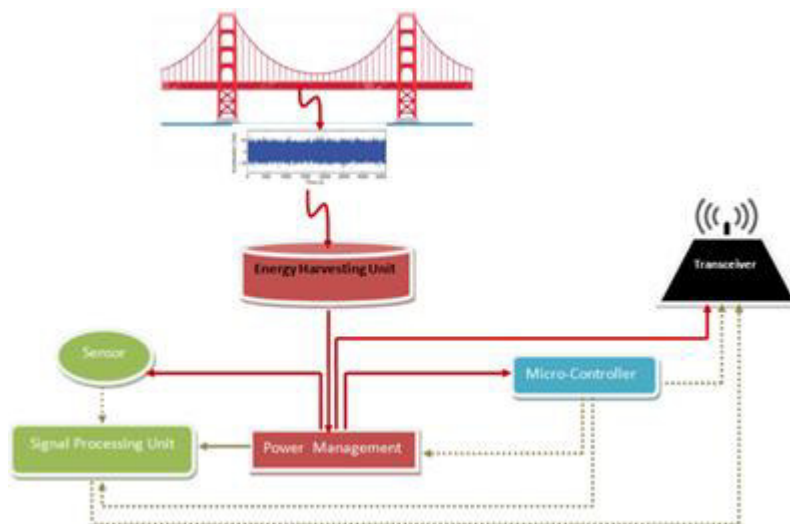 Energy Harvesting Unit
Transceiver
Sensor
Micro-Controller
Signal Processing Unit
Power Management